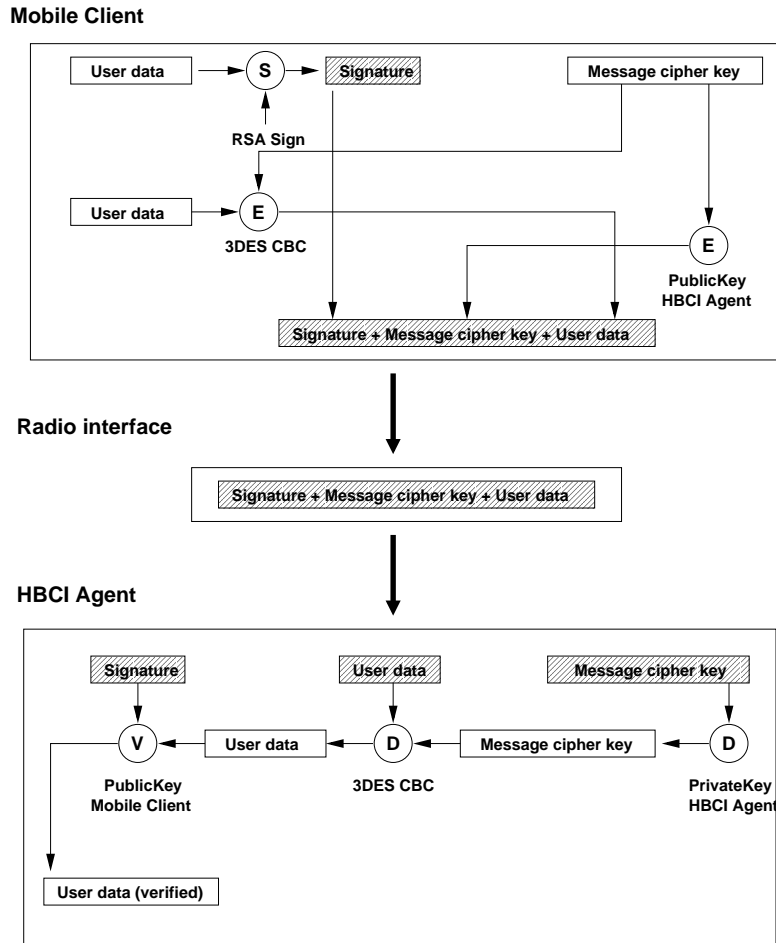 Mobile Client
User data
S
Signature
Message cipher key
RSA Sign
User data
E
3DES CBC
E
PublicKey
HBCI Agent
Signature + Message cipher key + User data
Radio interface
Signature + Message cipher key + User data
HBCI Agent
Signature
User data
Message cipher key
V
User data
D
Message cipher key
D
PublicKey
Mobile Client
3DES CBC
PrivateKey
HBCI Agent
User data (verified)